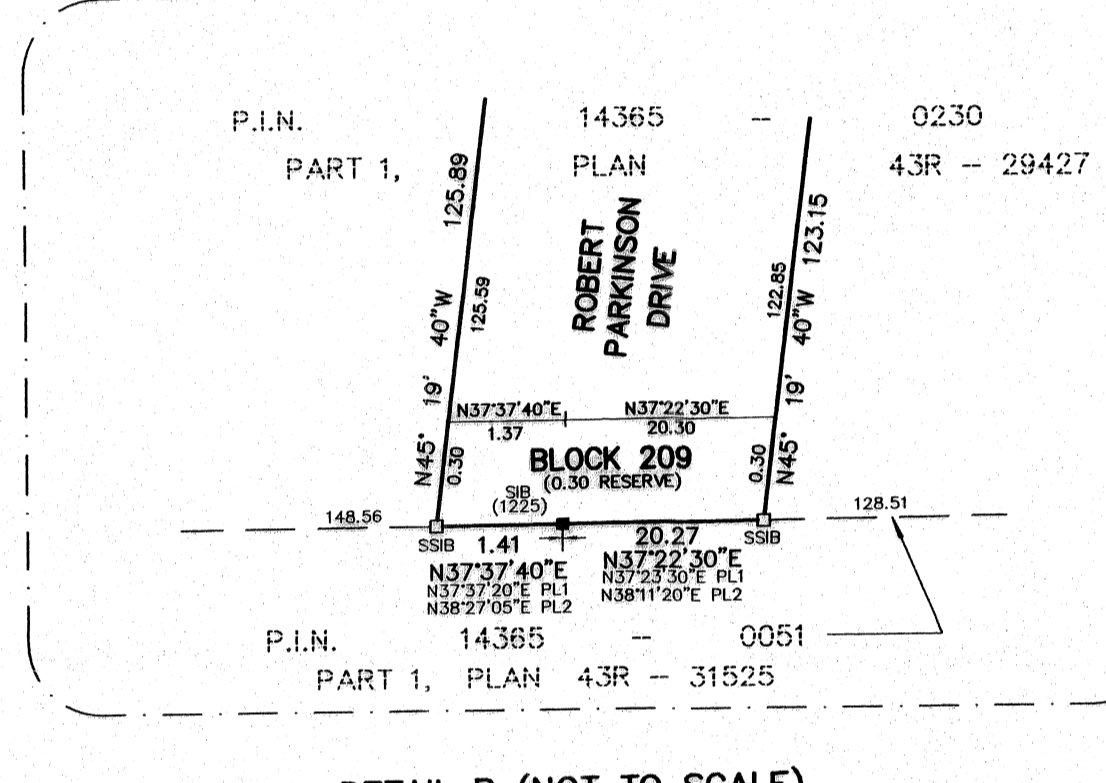 P.I.N. 14365 -- 0230
PART 1, PLAN 43R -- 29427
N45° 19' 40"W 125.89
125.59
ROBERT
PARKINSON
DRIVE
122.85
N45° 19' 40"W 123.15
N37°37'40"E N37°22'30"E
1.37 20.30
0.30
BLOCK 209
(0.30 RESERVE)
0.30
SIB
(1225)
148.56
128.51
SSIB 1.41 20.27 SSIB
N37°37'40"E N37°22'30"E
N37°37'20"E PL1 N37°23'30"E PL1
N38°27'05"E PL2 N38°11'20"E PL2
P.I.N. 14365 -- 0051
PART 1, PLAN 43R -- 31525
(NOT TO SCALE)